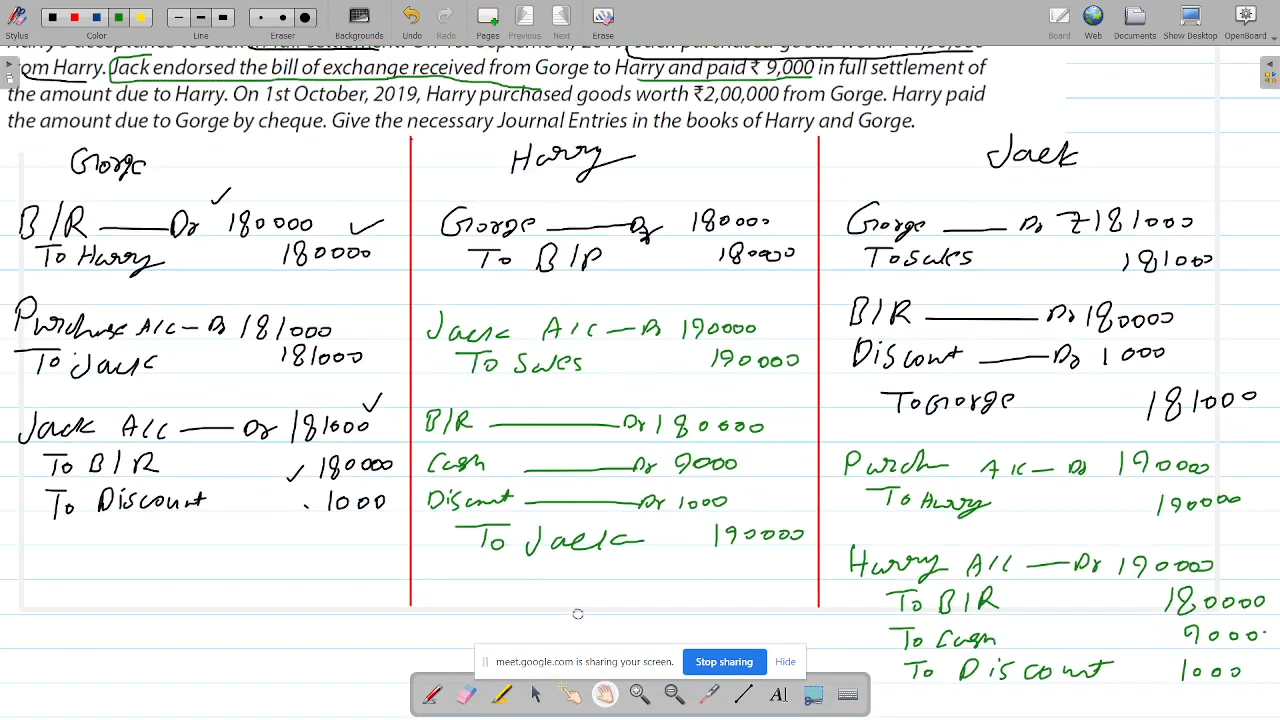 Stylus Color Line Eraser Backgrounds Undo Redo Pages Previous Next Erase Board Web Documents Show Desktop OpenBoard
from Harry. Jack endorsed the bill of exchange received from Gorge to Harry and paid ₹ 9,000 in full settlement of
the amount due to Harry. On 1st October, 2019, Harry purchased goods worth ₹2,00,000 from Gorge. Harry paid
the amount due to Gorge by cheque. Give the necessary Journal Entries in the books of Harry and Gorge.
Gorge
B/R Dr 180000
To Harry 180000
Purchase A/C Dr 181000
To Jack 181000
Jack A/C Dr 181000
To B/R 180000
To Discount 1000
Harry
Gorge Dr 180000
To B/P 180000
Jack A/C Dr 190000
To Sales 190000
B/R Dr 180000
Cash Dr 9000
Discount Dr 1000
To Jack 190000
Jack
Gorge Dr ₹181000
To Sales 181000
B/R Dr 180000
Discount Dr 1000
To Gorge 181000
Purch A/C Dr 190000
To Harry 190000
Harry A/C Dr 190000
To B/R 180000
To Cash 9000
To Discount 1000
meet.google.com is sharing your screen. Stop sharing Hide